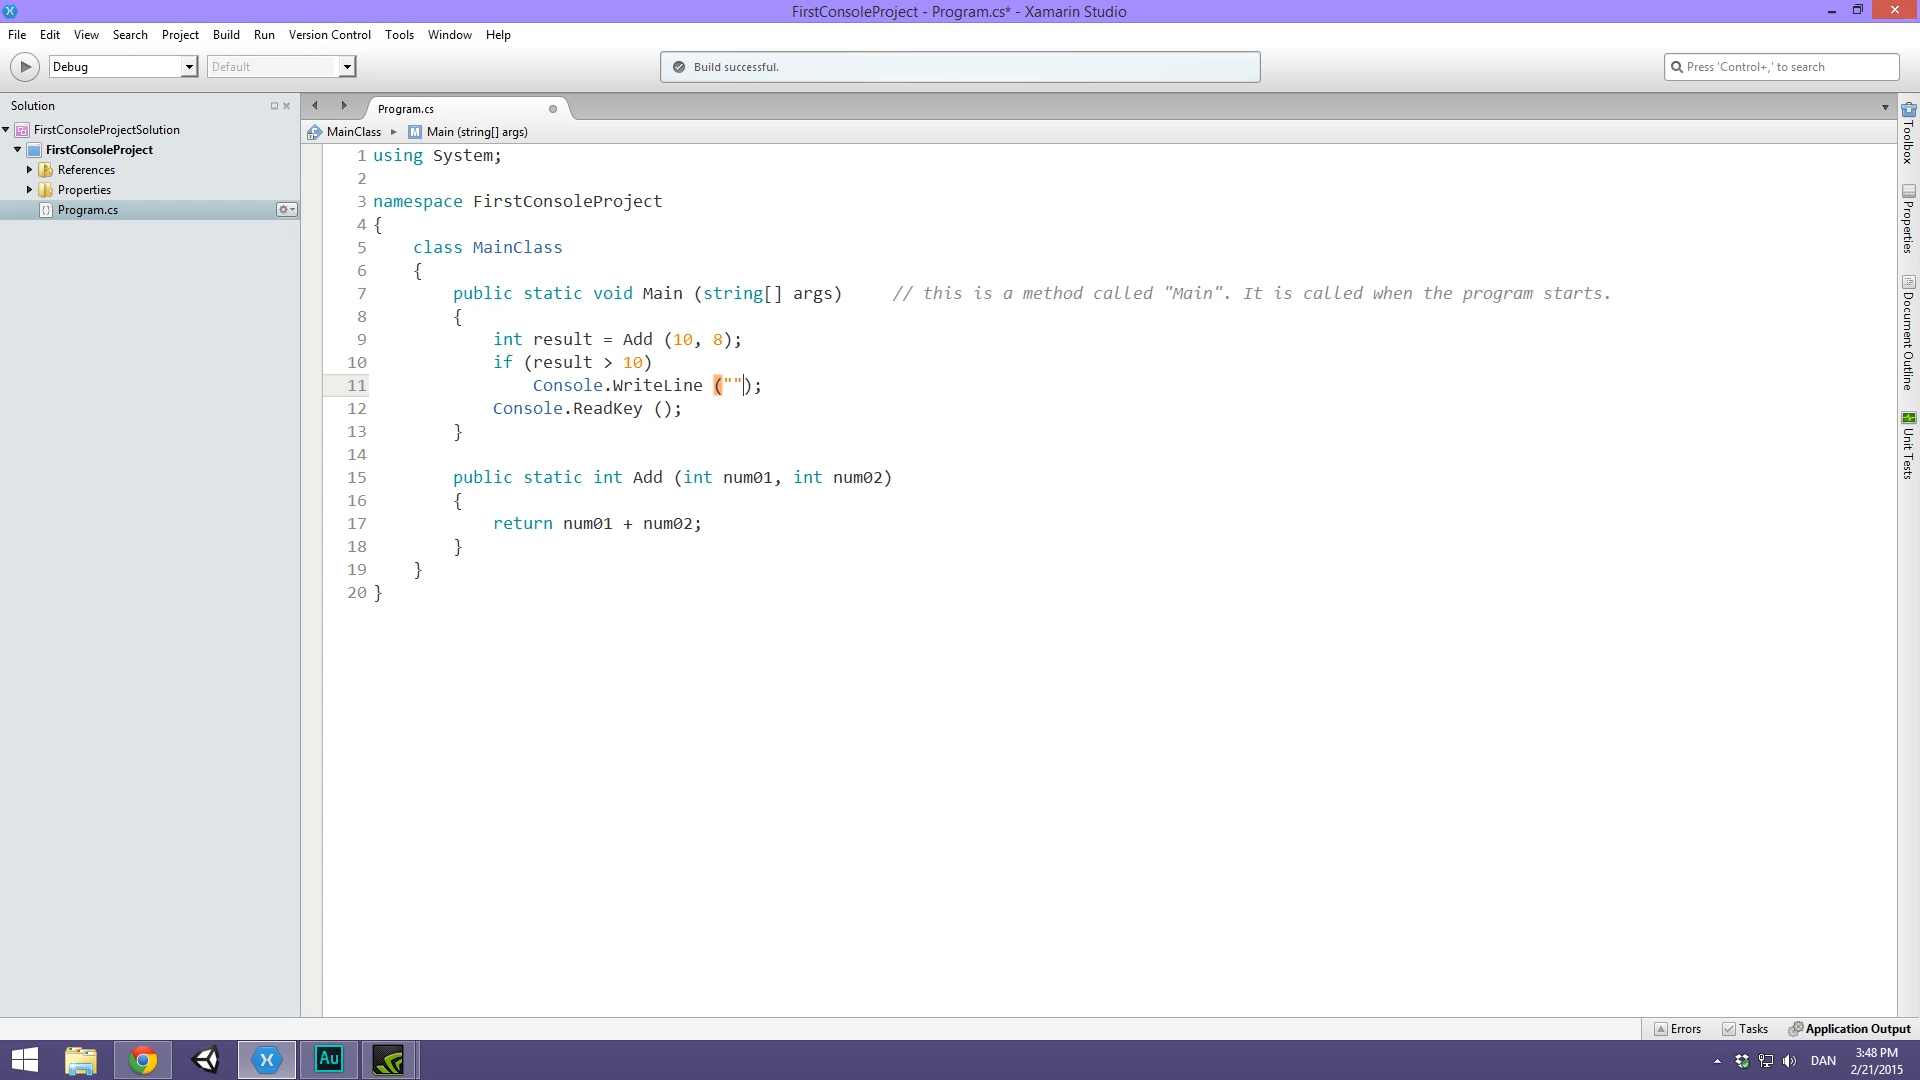 FirstConsoleProject - Program.cs* - Xamarin Studio
File Edit View Search Project Build Run Version Control Tools Window Help
Debug Default Build successful. Press 'Control+,' to search
Solution
FirstConsoleProjectSolution
FirstConsoleProject
References
Properties
Program.cs
Program.cs
MainClass Main (string[] args)
1 using System;
2
3 namespace FirstConsoleProject
4 {
5 class MainClass
6 {
7 public static void Main (string[] args) // this is a method called "Main". It is called when the program starts.
8 {
9 int result = Add (10, 8);
10 if (result > 10)
11 Console.WriteLine ("");
12 Console.ReadKey ();
13 }
14
15 public static int Add (int num01, int num02)
16 {
17 return num01 + num02;
18 }
19 }
20 }
Toolbox
Properties
Document Outline
Unit Tests
Errors Tasks Application Output
Au
DAN
3:48 PM
2/21/2015